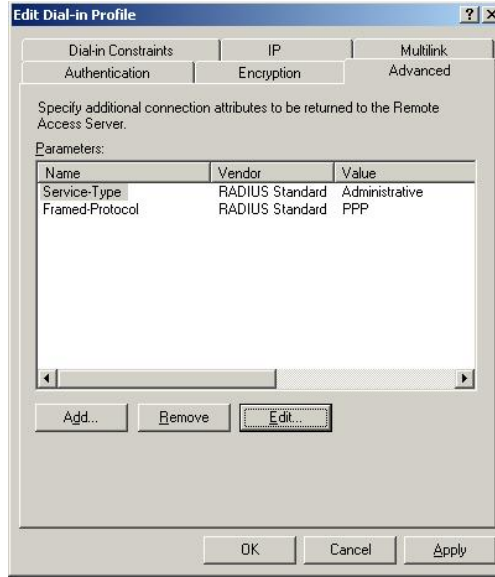 Edit Dial-in Profile
Dial-in Constraints IP Multilink
Authentication Encryption Advanced
Specify additional connection attributes to be returned to the Remote
Access Server.
Parameters:
Name Vendor Value
Service-Type RADIUS Standard Administrative
Framed-Protocol RADIUS Standard PPP
Add... Remove Edit...
OK Cancel Apply